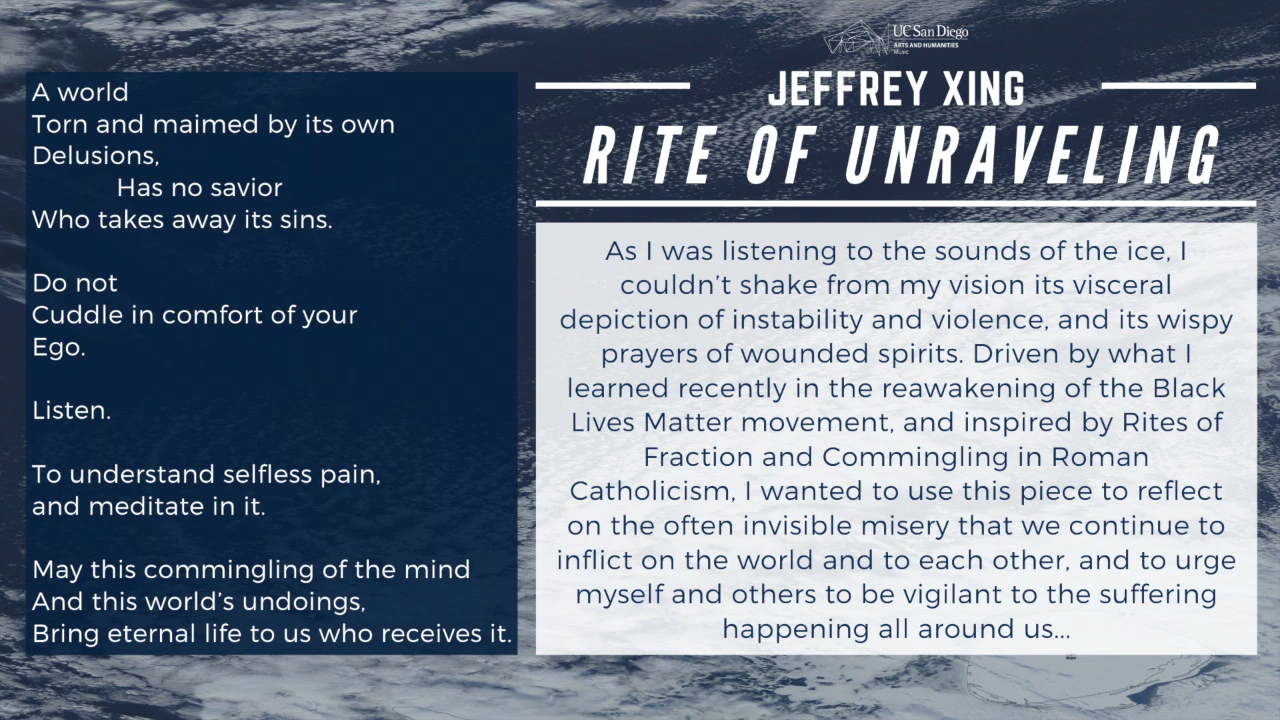 UC San Diego
ARTS AND HUMANITIES
Music
JEFFREY XING
RITE OF UNRAVELING
A world
Torn and maimed by its own
Delusions,
Has no savior
Who takes away its sins.
Do not
Cuddle in comfort of your
Ego.
Listen.
To understand selfless pain,
and meditate in it.
May this commingling of the mind
And this world's undoings,
Bring eternal life to us who receives it.
As I was listening to the sounds of the ice, I
couldn't shake from my vision its visceral
depiction of instability and violence, and its wispy
prayers of wounded spirits. Driven by what I
learned recently in the reawakening of the Black
Lives Matter movement, and inspired by Rites of
Fraction and Commingling in Roman
Catholicism, I wanted to use this piece to reflect
on the often invisible misery that we continue to
inflict on the world and to each other, and to urge
myself and others to be vigilant to the suffering
happening all around us...